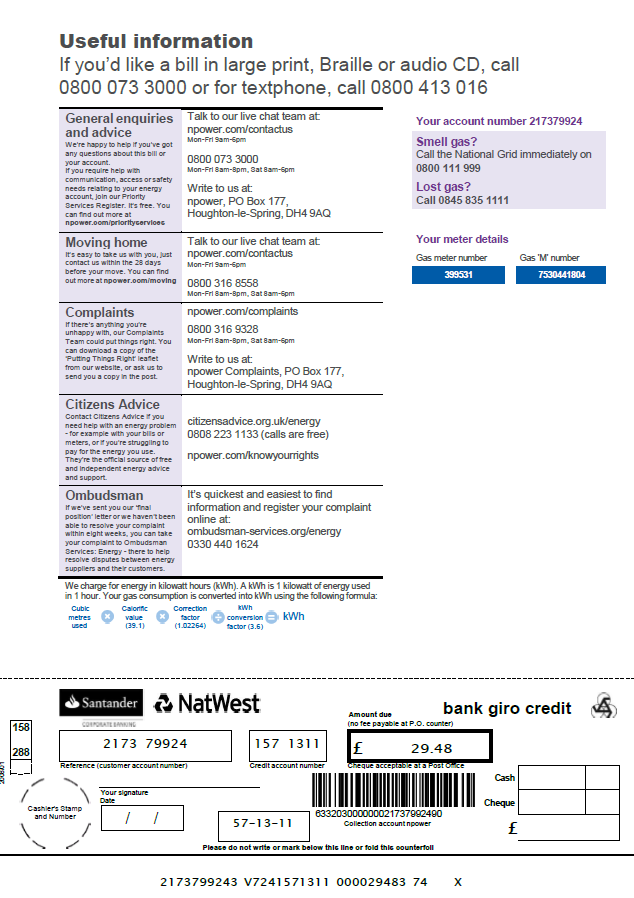 Useful information
If you'd like a bill in large print, Braille or audio CD, call
0800 073 3000 or for textphone, call 0800 413 016
General enquiries
and advice
We're happy to help if you've got
any questions about this bill or
your account.
If you require help with
communication, access or safety
needs relating to your energy
account, join our Priority
Services Register. It's free. You
can find out more at
npower.com/priorityservices
Talk to our live chat team at:
npower.com/contactus
Mon-Fri 9am-6pm
0800 073 3000
Mon-Fri 8am-8pm, Sat 8am-6pm
Write to us at:
npower, PO Box 177,
Houghton-le-Spring, DH4 9AQ
Moving home
It's easy to take us with you, just
contact us within the 28 days
before your move. You can find
out more at npower.com/moving
Talk to our live chat team at:
npower.com/contactus
Mon-Fri 9am-6pm
0800 316 8558
Mon-Fri 8am-8pm, Sat 8am-6pm
Complaints
If there's anything you're
unhappy with, our Complaints
Team could put things right. You
can download a copy of the
'Putting Things Right' leaflet
from our website, or ask us to
send you a copy in the post.
npower.com/complaints
0800 316 9328
Mon-Fri 8am-8pm, Sat 8am-6pm
Write to us at:
npower Complaints, PO Box 177,
Houghton-le-Spring, DH4 9AQ
Citizens Advice
Contact Citizens Advice if you
need help with an energy problem
- for example with your bills or
meters, or if you're struggling to
pay for the energy you use.
They're the official source of free
and independent energy advice
and support.
citizensadvice.org.uk/energy
0808 223 1133 (calls are free)
npower.com/knowyourrights
Ombudsman
If we've sent you our 'final
position' letter or we haven't been
able to resolve your complaint
within eight weeks, you can take
your complaint to Ombudsman
Services: Energy - there to help
resolve disputes between energy
suppliers and their customers.
It's quickest and easiest to find
information and register your complaint
online at:
ombudsman-services.org/energy
0330 440 1624
We charge for energy in kilowatt hours (kWh). A kWh is 1 kilowatt of energy used
in 1 hour. Your gas consumption is converted into kWh using the following formula:
Cubic metres used × Calorific value (39.1) × Correction factor (1.02264) ÷ kWh conversion factor (3.6) = kWh
Your account number 217379924
Smell gas?
Call the National Grid immediately on
0800 111 999
Lost gas?
Call 0845 835 1111
Your meter details
Gas meter number
399531
Gas 'M' number
7530441804
Santander
CORPORATE BANKING
NatWest
bank giro credit
Amount due
(no fee payable at P.O. counter)
158
288
2173 79924
157 1311
£ 29.48
Reference (customer account number)
Credit account number
Cheque acceptable at a Post Office
Cash
Cheque
£
Cashier's Stamp
and Number
Your signature
Date
/ /
57-13-11
633203000000021737992490
Collection account npower
Please do not write or mark below this line or fold this counterfoil
2173799243 V7241571311 000029483 74 X